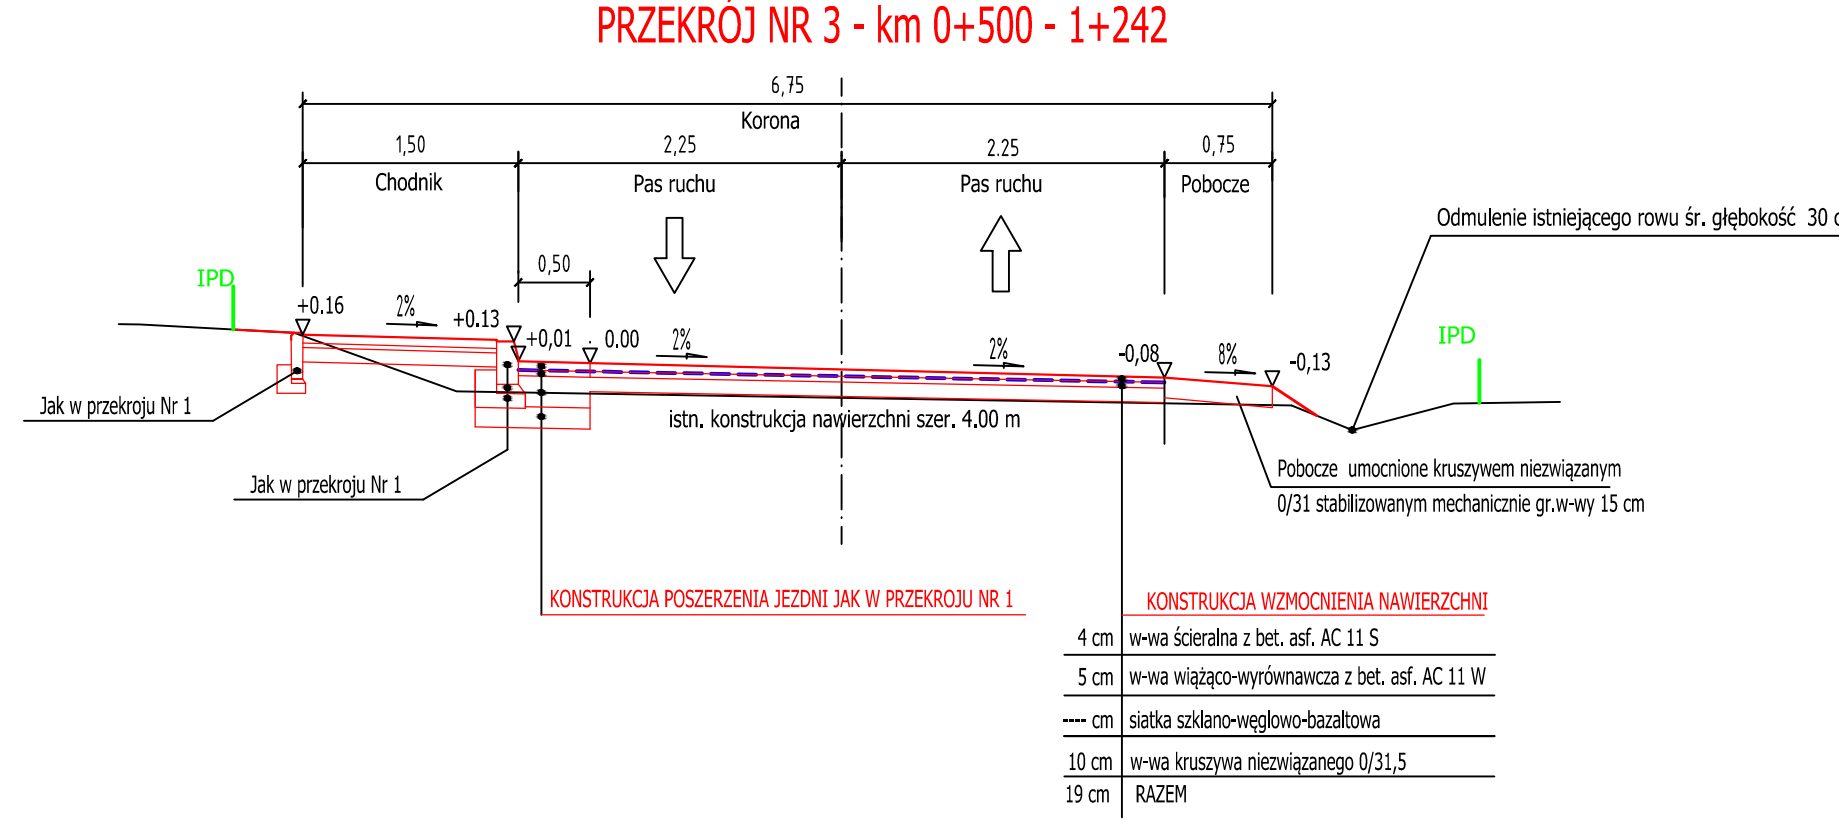 PRZEKRÓJ NR 3 - km 0+500 - 1+242
6,75
Korona
1,50
2,25
2.25
0,75
Chodnik
Pas ruchu
Pas ruchu
Pobocze
Odmulenie istniejącego rowu śr. głębokość 30
0,50
IPD
+0.16
2%
+0.13
+0,01
0.00
2%
2%
-0,08
8%
-0,13
IPD
Jak w przekroju Nr 1
istn. konstrukcja nawierzchni szer. 4.00 m
Jak w przekroju Nr 1
Pobocze umocnione kruszywem niezwiązanym
0/31 stabilizowanym mechanicznie gr.w-wy 15 cm
KONSTRUKCJA POSZERZENIA JEZDNI JAK W PRZEKROJU NR 1
KONSTRUKCJA WZMOCNIENIA NAWIERZCHNI
4 cm w-wa ścieralna z bet. asf. AC 11 S
5 cm w-wa wiążąco-wyrównawcza z bet. asf. AC 11 W
---- cm siatka szklano-węglowo-bazaltowa
10 cm w-wa kruszywa niezwiązanego 0/31,5
19 cm RAZEM